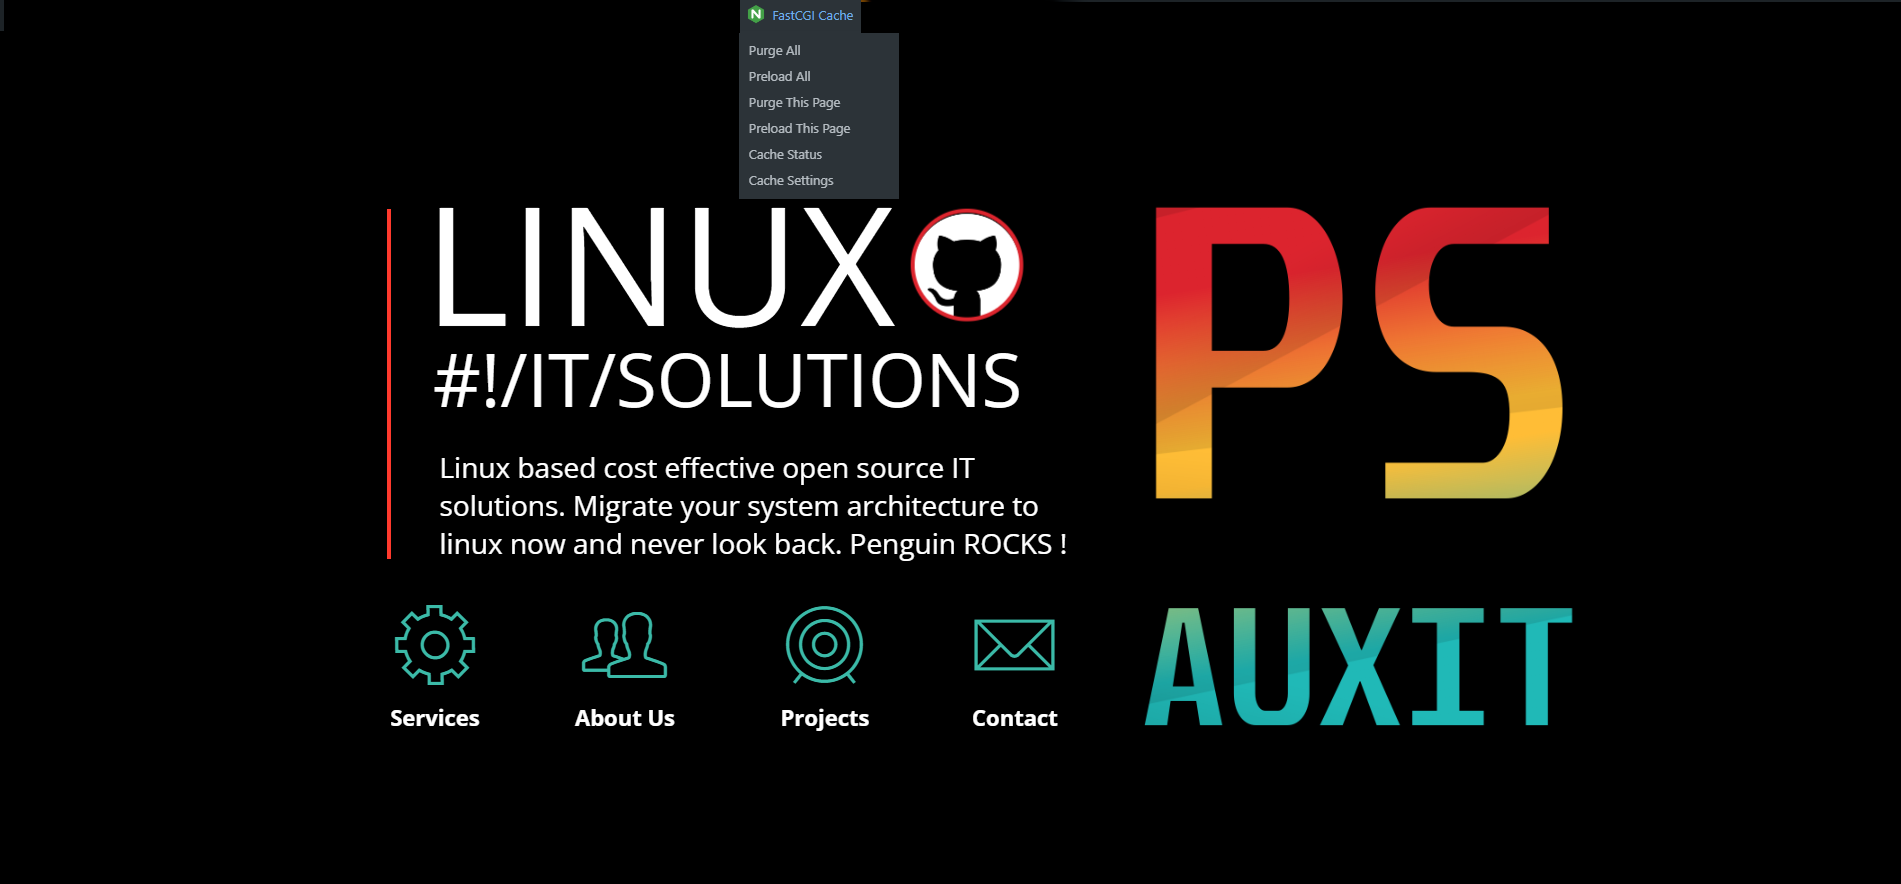 FastCGI Cache
Purge All
Preload All
Purge This Page
Preload This Page
Cache Status
Cache Settings
LINUX
#!/IT/SOLUTIONS
Linux based cost effective open source IT
solutions. Migrate your system architecture to
linux now and never look back. Penguin ROCKS !
Services
About Us
Projects
Contact
PS
AUXIT